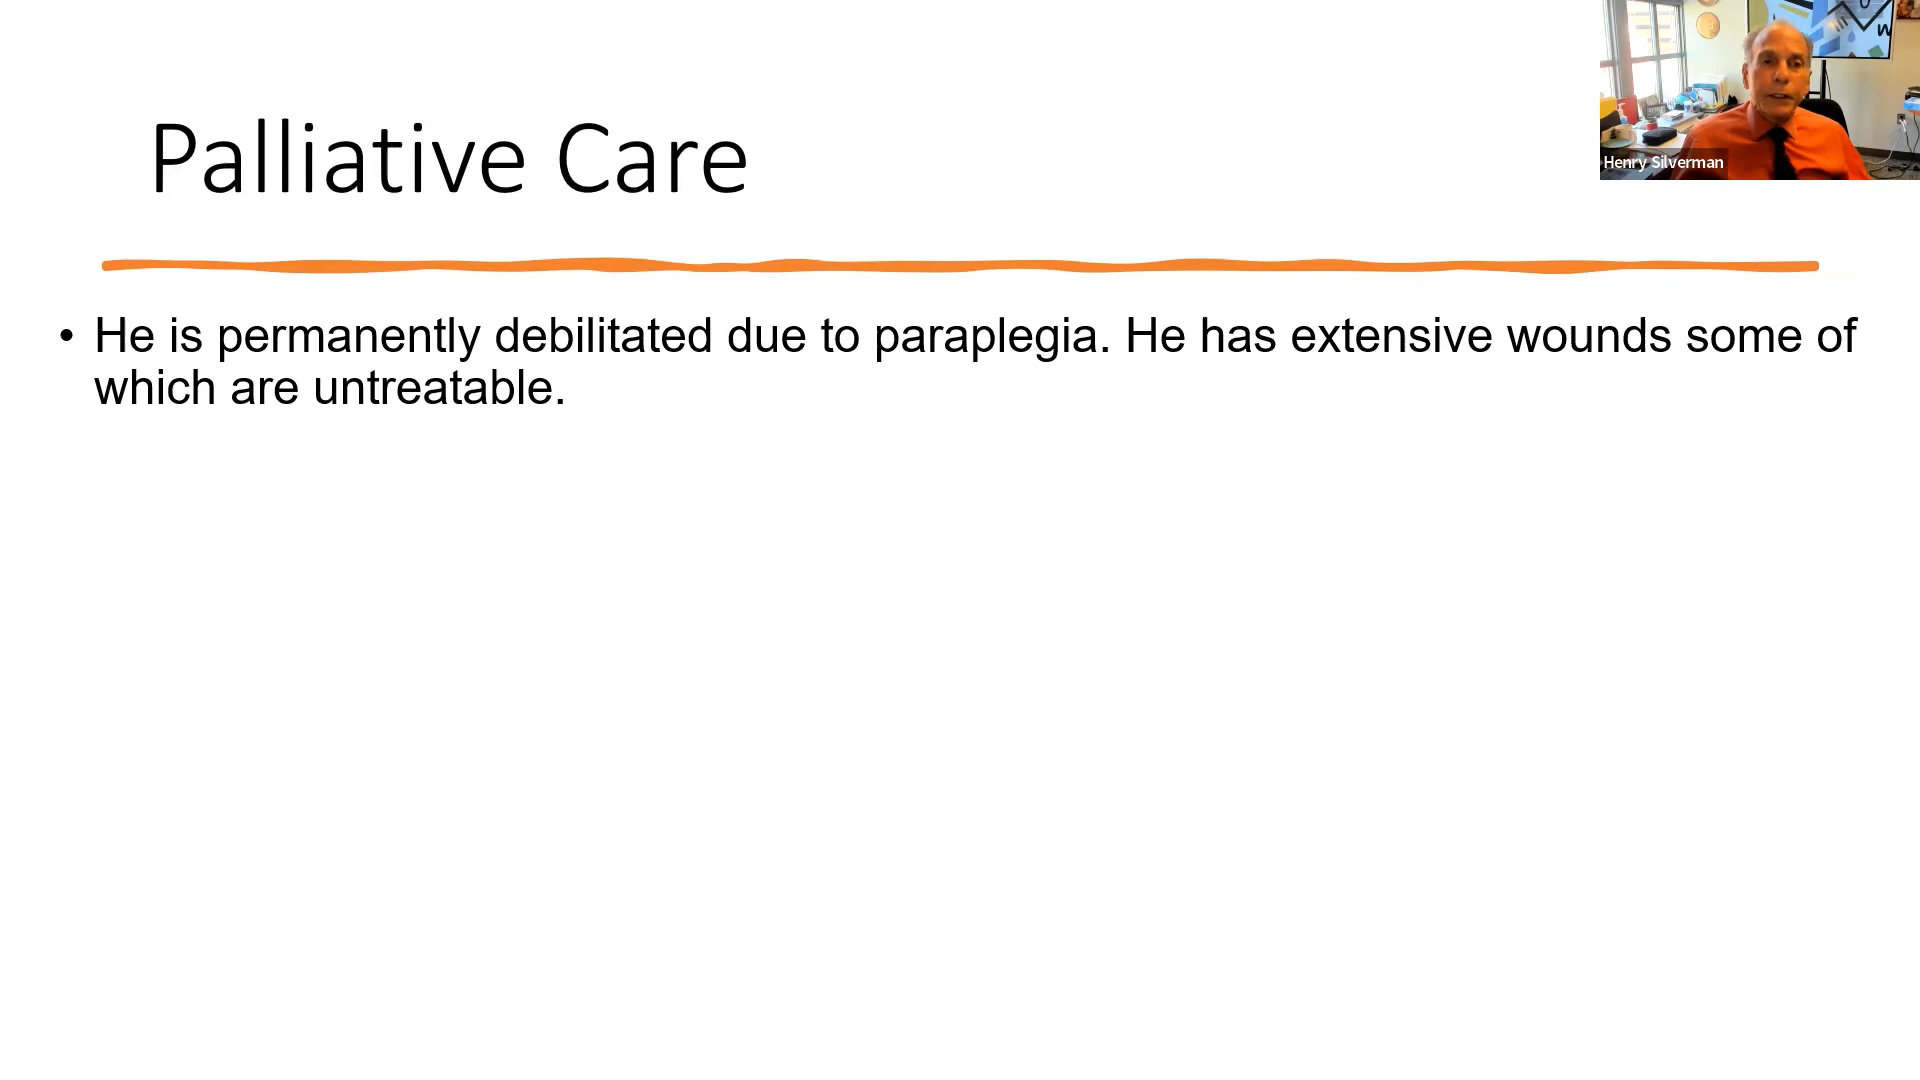 Palliative Care
Henry Silverman
• He is permanently debilitated due to paraplegia. He has extensive wounds some of
which are untreatable.